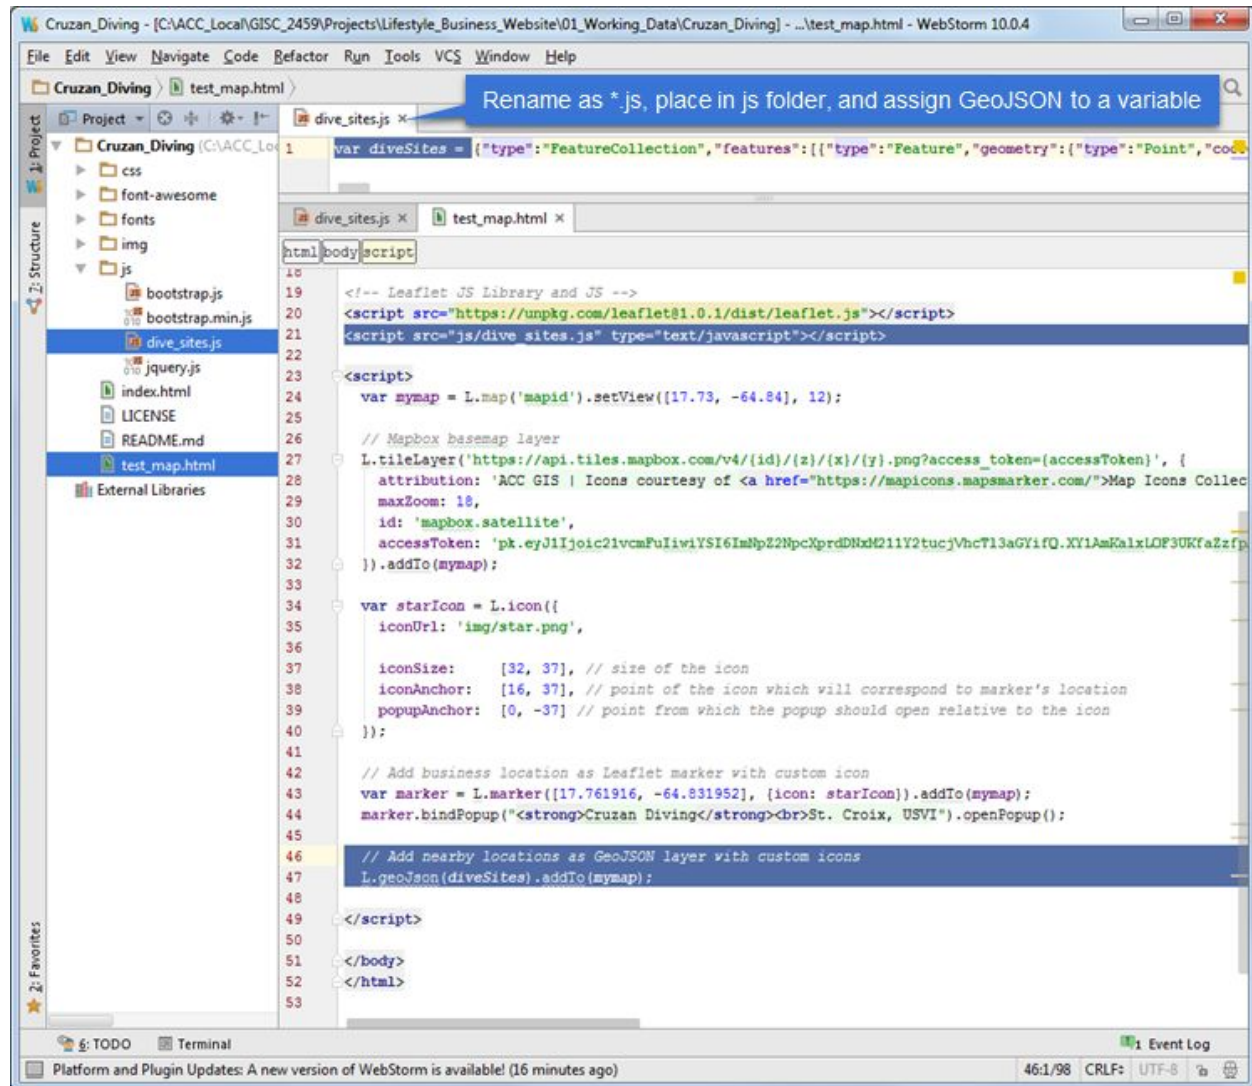 Cruzan_Diving - [C:\ACC_Local\GISC_2459\Projects\Lifestyle_Business_Website\01_Working_Data\Cruzan_Diving] - ...\test_map.html - WebStorm 10.0.4
File Edit View Navigate Code Refactor Run Tools VCS Window Help
Cruzan_Diving test_map.html
Rename as *.js, place in js folder, and assign GeoJSON to a variable
1: Project
Z: Structure
2: Favorites
Project
Cruzan_Diving (C:\ACC_Loc
css
font-awesome
fonts
img
js
bootstrap.js
bootstrap.min.js
dive_sites.js
jquery.js
index.html
LICENSE
README.md
test_map.html
External Libraries
dive_sites.js
1 var diveSites = {"type":"FeatureCollection","features":[{"type":"Feature","geometry":{"type":"Point","coo
dive_sites.js test_map.html
html body script
18
19 <!-- Leaflet JS Library and JS -->
20 <script src="https://unpkg.com/leaflet@1.0.1/dist/leaflet.js"></script>
21 <script src="js/dive_sites.js" type="text/javascript"></script>
22
23 <script>
24 var mymap = L.map('mapid').setView([17.73, -64.84], 12);
25
26 // Mapbox basemap layer
27 L.tileLayer('https://api.tiles.mapbox.com/v4/{id}/{z}/{x}/{y}.png?access_token={accessToken}', {
28 attribution: 'ACC GIS | Icons courtesy of <a href="https://mapicons.mapsmarker.com/">Map Icons Collec
29 maxZoom: 18,
30 id: 'mapbox.satellite',
31 accessToken:
32 }).addTo(mymap);
33
34 var starIcon = L.icon({
35 iconUrl: 'img/star.png',
36
37 iconSize: [32, 37], // size of the icon
38 iconAnchor: [16, 37], // point of the icon which will correspond to marker's location
39 popupAnchor: [0, -37] // point from which the popup should open relative to the icon
40 });
41
42 // Add business location as Leaflet marker with custom icon
43 var marker = L.marker([17.761916, -64.831952], {icon: starIcon}).addTo(mymap);
44 marker.bindPopup("<strong>Cruzan Diving</strong><br>St. Croix, USVI").openPopup();
45
46 // Add nearby locations as GeoJSON layer with custom icons
47 L.geoJson(diveSites).addTo(mymap);
48
49 </script>
50
51 </body>
52 </html>
53
6: TODO Terminal
1 Event Log
Platform and Plugin Updates: A new version of WebStorm is available! (16 minutes ago)
46:1/98 CRLF UTF-8